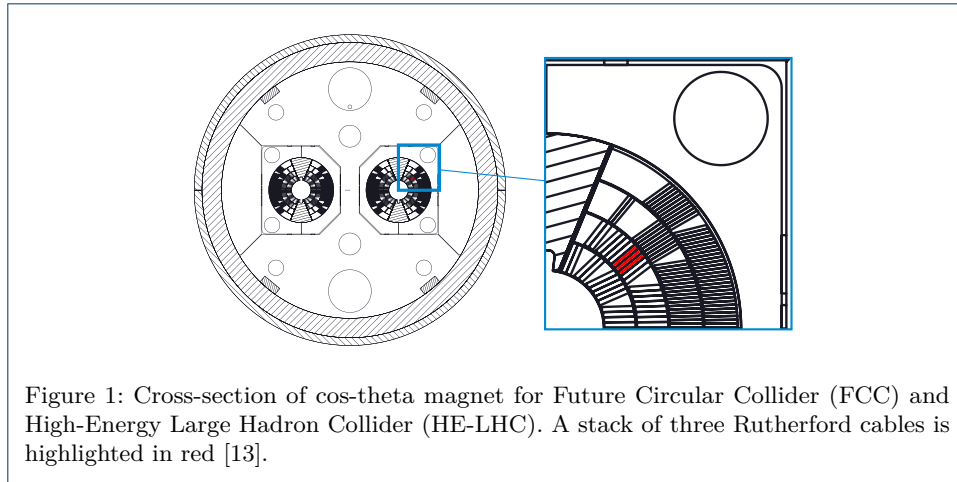 Figure 1: Cross-section of cos-theta magnet for Future Circular Collider (FCC) and
High-Energy Large Hadron Collider (HE-LHC). A stack of three Rutherford cables is
highlighted in red [13].